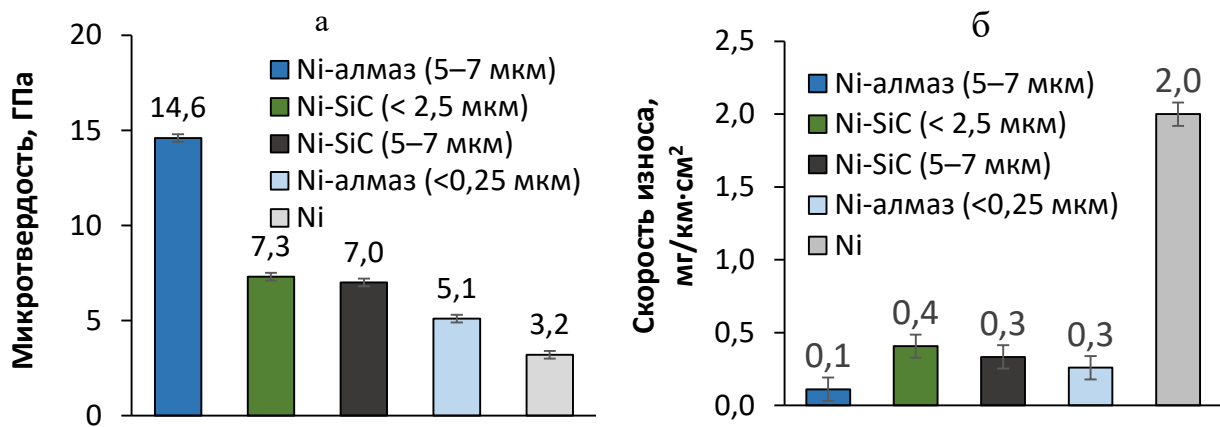 а
Микротвердость, ГПа
20
15
10
5
0
Ni-алмаз (5–7 мкм)
Ni-SiC (< 2,5 мкм)
Ni-SiC (5–7 мкм)
Ni-алмаз (<0,25 мкм)
Ni
14,6
7,3
7,0
5,1
3,2
б
Скорость износа,
мг/км·см²
2,5
2,0
1,5
1,0
0,5
0,0
Ni-алмаз (5–7 мкм)
Ni-SiC (< 2,5 мкм)
Ni-SiC (5–7 мкм)
Ni-алмаз (<0,25 мкм)
Ni
0,1
0,4
0,3
0,3
2,0